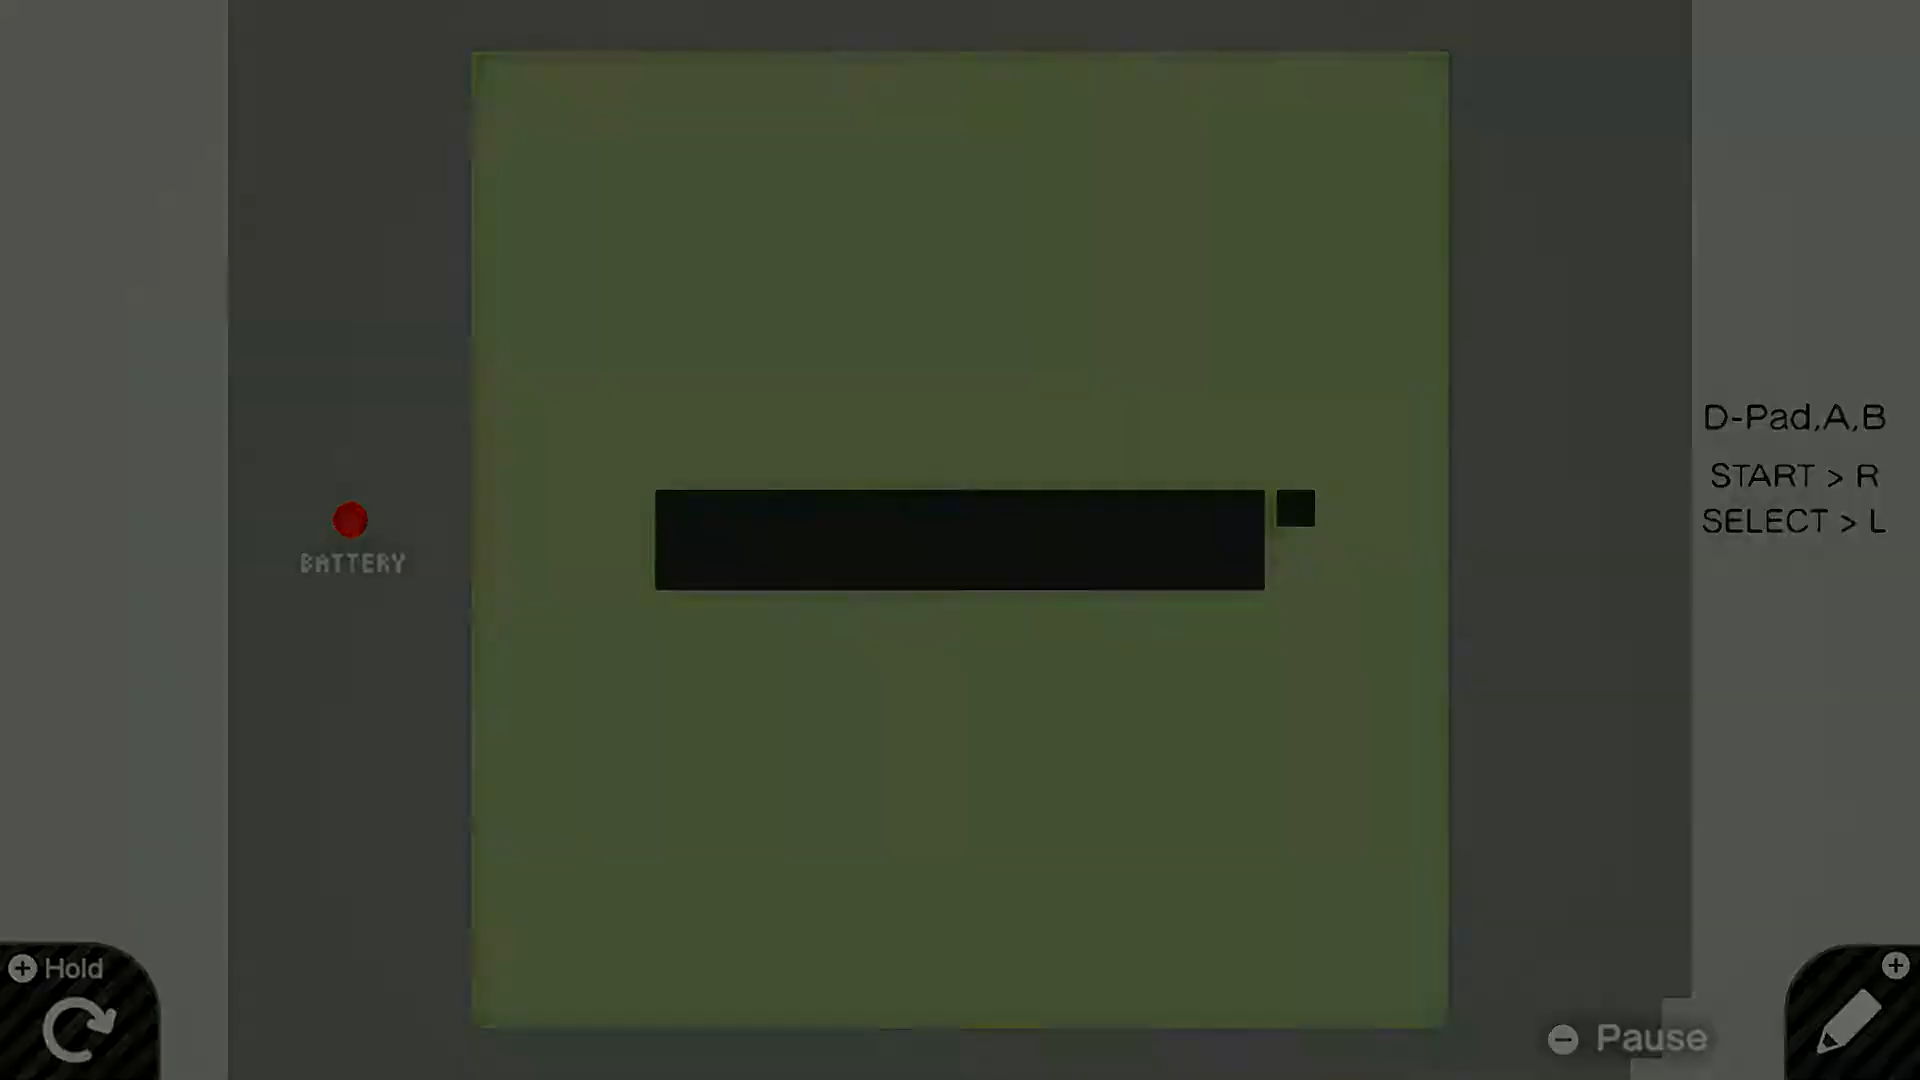 D-Pad,A,B
START > R
SELECT > L
BATTERY
Hold
Pause